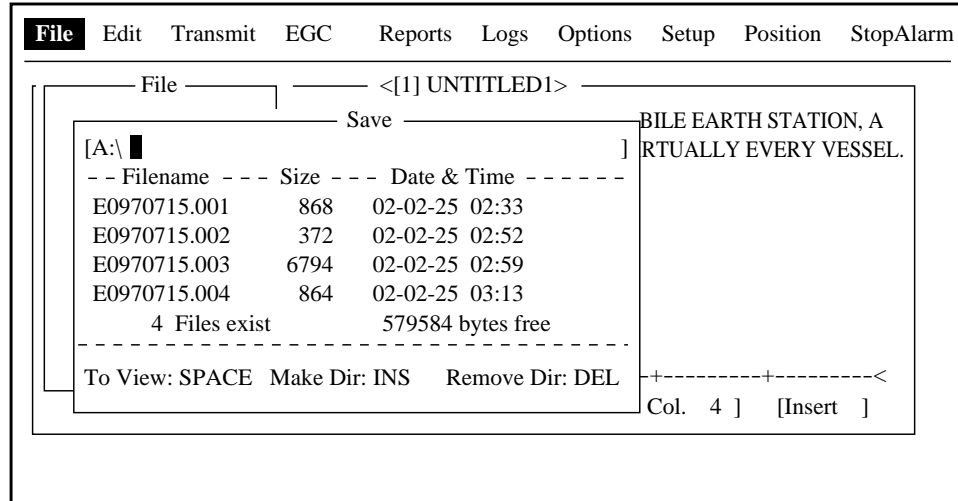 File Edit Transmit EGC Reports Logs Options Setup Position StopAlarm
File <[1] UNTITLED1>
Save BILE EARTH STATION, A
[A:\ ] RTUALLY EVERY VESSEL.
-- Filename --- Size --- Date & Time ------
E0970715.001 868 02-02-25 02:33
E0970715.002 372 02-02-25 02:52
E0970715.003 6794 02-02-25 02:59
E0970715.004 864 02-02-25 03:13
4 Files exist 579584 bytes free
To View: SPACE Make Dir: INS Remove Dir: DEL -+---------+---------<
Col. 4 ] [Insert ]